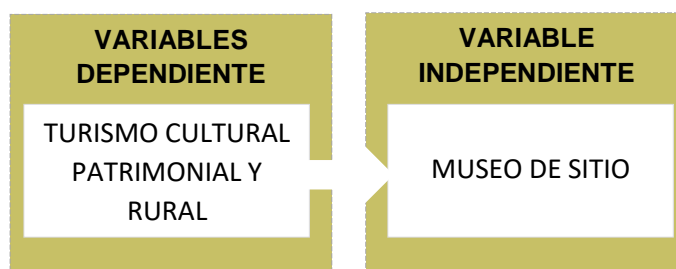 VARIABLES
DEPENDIENTE
TURISMO CULTURAL
PATRIMONIAL Y
RURAL
VARIABLE
INDEPENDIENTE
MUSEO DE SITIO